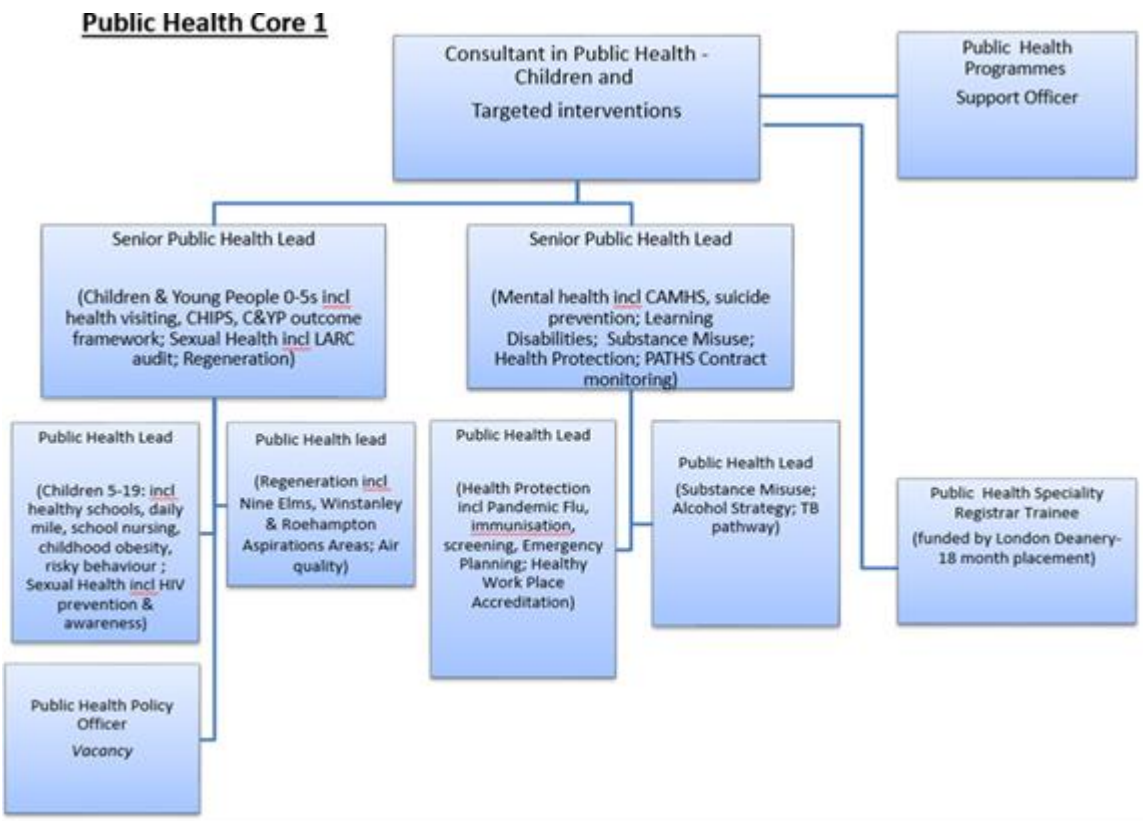 Public Health Core 1
Consultant in Public Health -
Children and
Targeted interventions
Public  Health
Programmes
Support Officer
Senior Public Health Lead
(Children & Young People 0-5s incl
health visiting, CHIPS, C&YP outcome
framework; Sexual Health incl LARC
audit; Regeneration)
Senior Public Health Lead
(Mental health incl CAMHS, suicide
prevention; Learning
Disabilities;  Substance Misuse;
Health Protection; PATHS Contract
monitoring)
Public Health Lead
(Children 5-19: incl
healthy schools, daily
mile, school nursing,
childhood obesity,
risky behaviour ;
Sexual Health incl HIV
prevention &
awareness)
Public Health lead
(Regeneration incl
Nine Elms, Winstanley
& Roehampton
Aspirations Areas; Air
quality)
Public Health Lead
(Health Protection
incl Pandemic Flu,
immunisation,
screening, Emergency
Planning; Healthy
Work Place
Accreditation)
Public Health Lead
(Substance Misuse;
Alcohol Strategy; TB
pathway)
Public  Health Speciality
Registrar Trainee
(funded by London Deanery-
18 month placement)
Public Health Policy
Officer
Vacancy